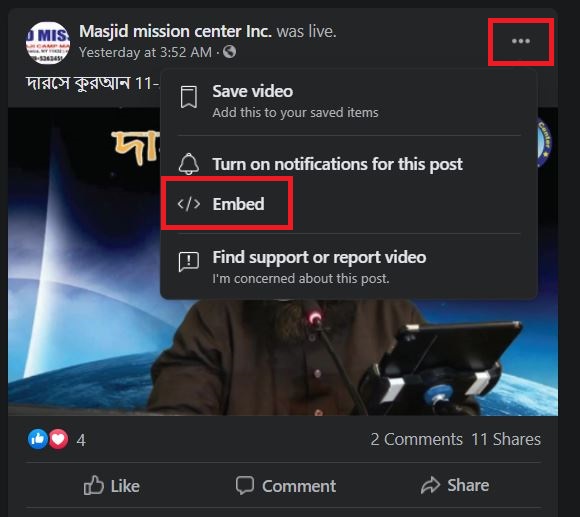 Masjid mission center Inc. was live.
Yesterday at 3:52 AM ·
দারসে কুরআন 11-
Save video
Add this to your saved items
Turn on notifications for this post
</> Embed
Find support or report video
I'm concerned about this post.
4
2 Comments 11 Shares
Like
Comment
Share